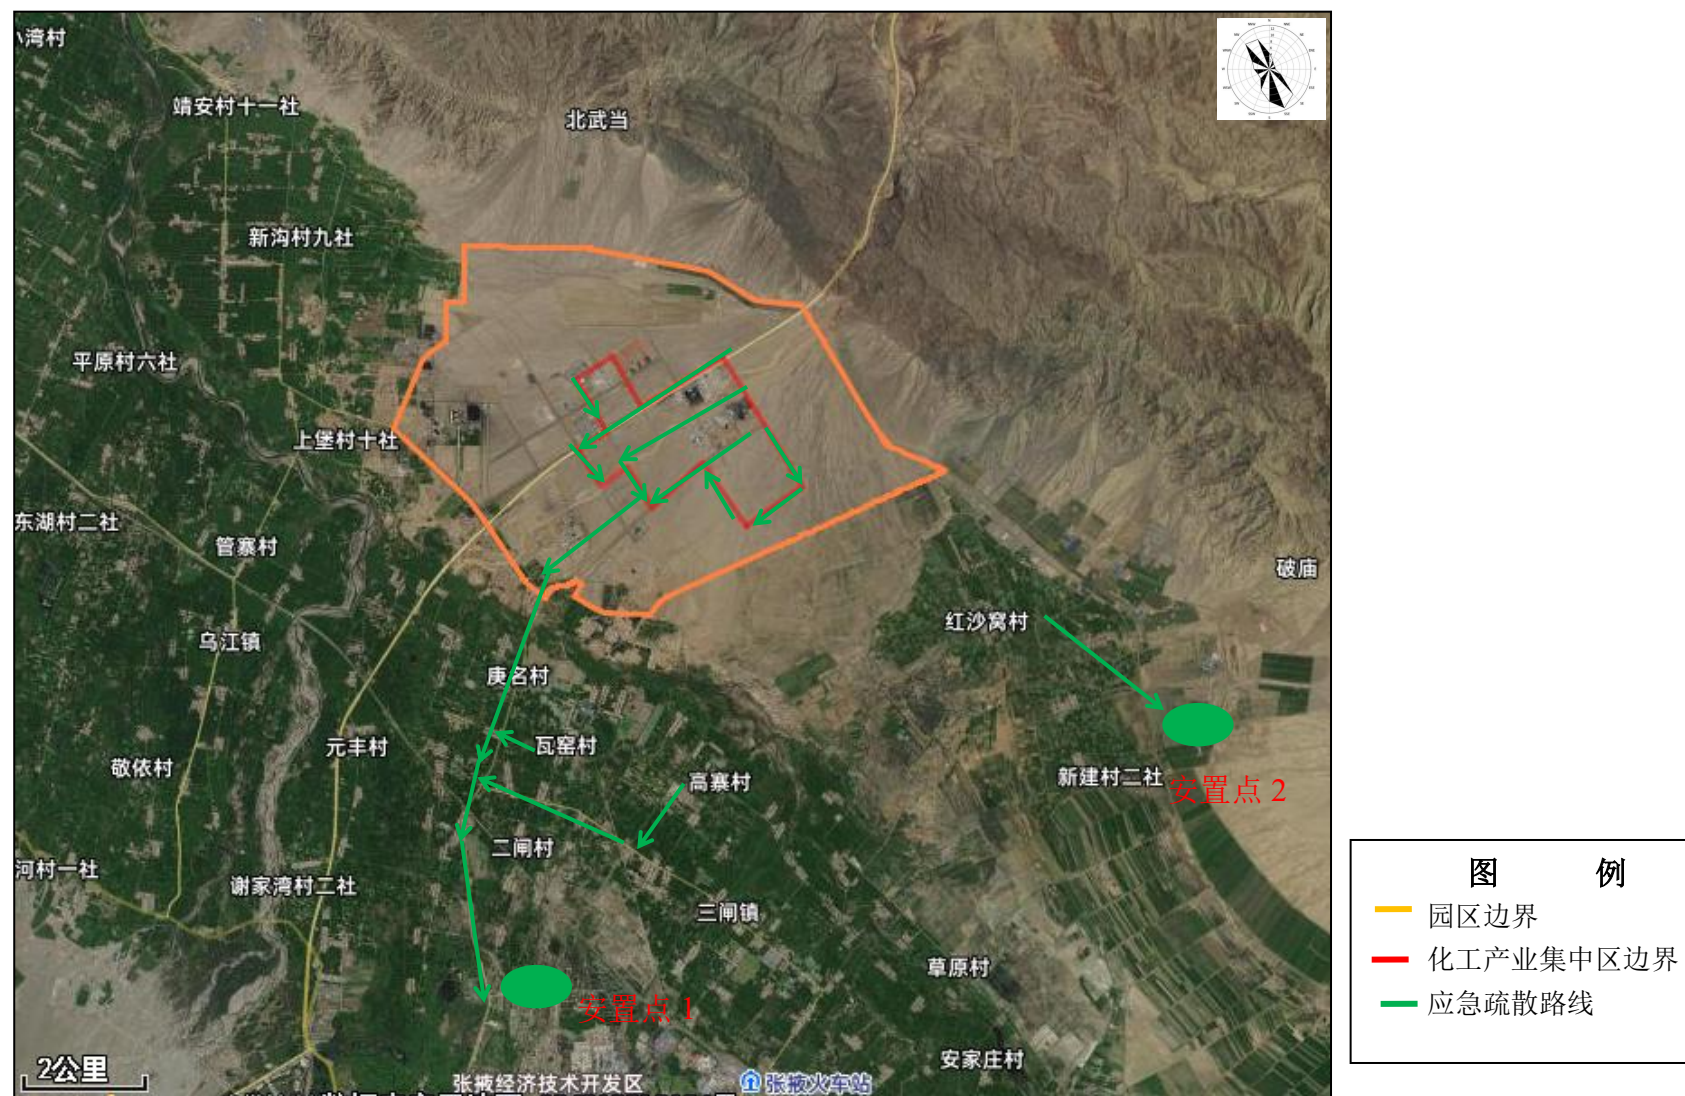 小湾村
靖安村十一社
北武当
新沟村九社
平原村六社
上堡村十社
东湖村二社
管寨村
破庙
红沙窝村
乌江镇
庚名村
元丰村
瓦窑村
敬依村
高寨村
新建村二社
安置点 2
二闸村
河村一社
谢家湾村二社
三闸镇
草原村
安置点 1
安家庄村
2公里
张掖经济技术开发区
张掖火车站
图 例
园区边界
化工产业集中区边界
应急疏散路线